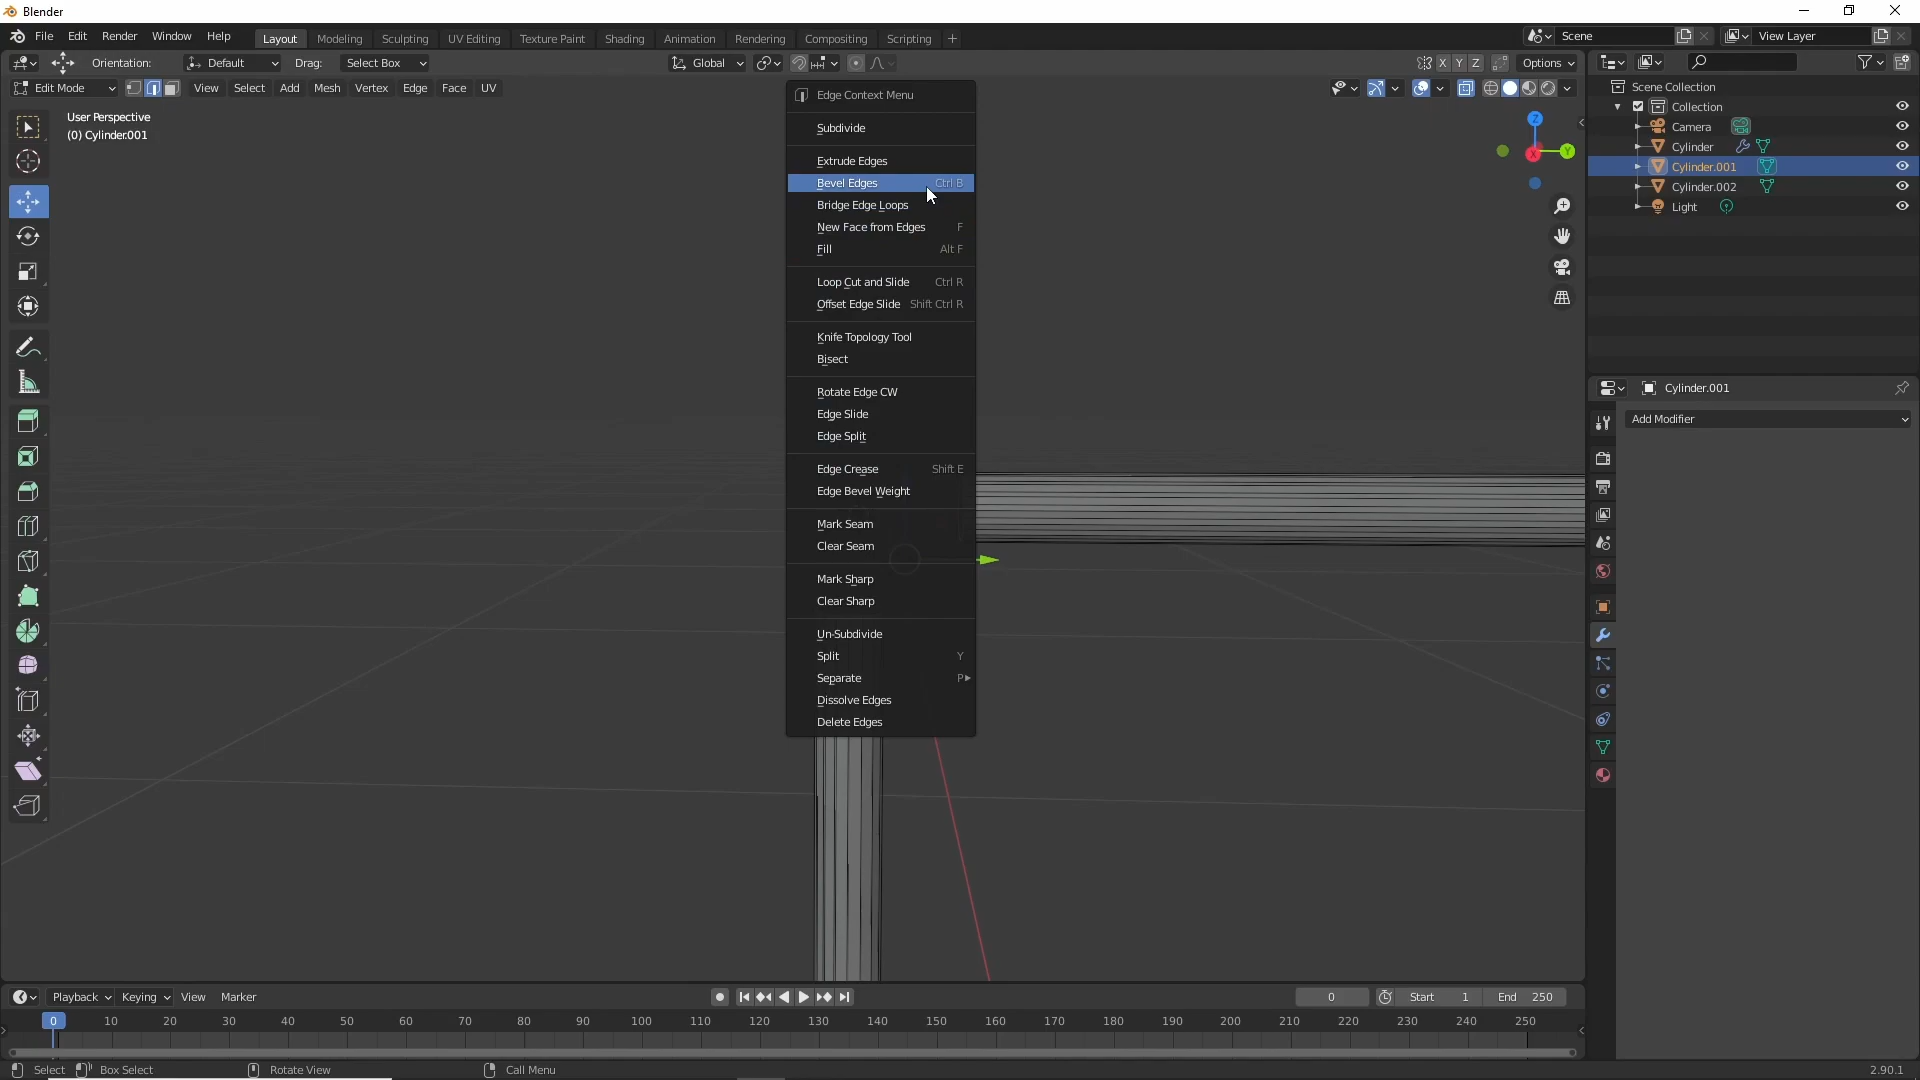 Blender
File Edit Render Window Help
Layout Modeling Sculpting UV Editing Texture Paint Shading Animation Rendering Compositing Scripting +
Scene
View Layer
Orientation: Default Drag: Select Box
Global
X Y Z Options
Edit Mode View Select Add Mesh Vertex Edge Face UV
User Perspective
(0) Cylinder.001
Edge Context Menu
Subdivide
Extrude Edges
Bevel Edges Ctrl B
Bridge Edge Loops
New Face from Edges F
Fill Alt F
Loop Cut and Slide Ctrl R
Offset Edge Slide Shift Ctrl R
Knife Topology Tool
Bisect
Rotate Edge CW
Edge Slide
Edge Split
Edge Crease Shift E
Edge Bevel Weight
Mark Seam
Clear Seam
Mark Sharp
Clear Sharp
Un-Subdivide
Split Y
Separate P
Dissolve Edges
Delete Edges
Z
X
Y
Scene Collection
Collection
Camera
Cylinder
Cylinder.001
Cylinder.002
Light
Cylinder.001
Add Modifier
Playback Keying View Marker
0 Start 1 End 250
0 10 20 30 40 50 60 70 80 90 100 110 120 130 140 150 160 170 180 190 200 210 220 230 240 250
Select Box Select Rotate View Call Menu
2.90.1